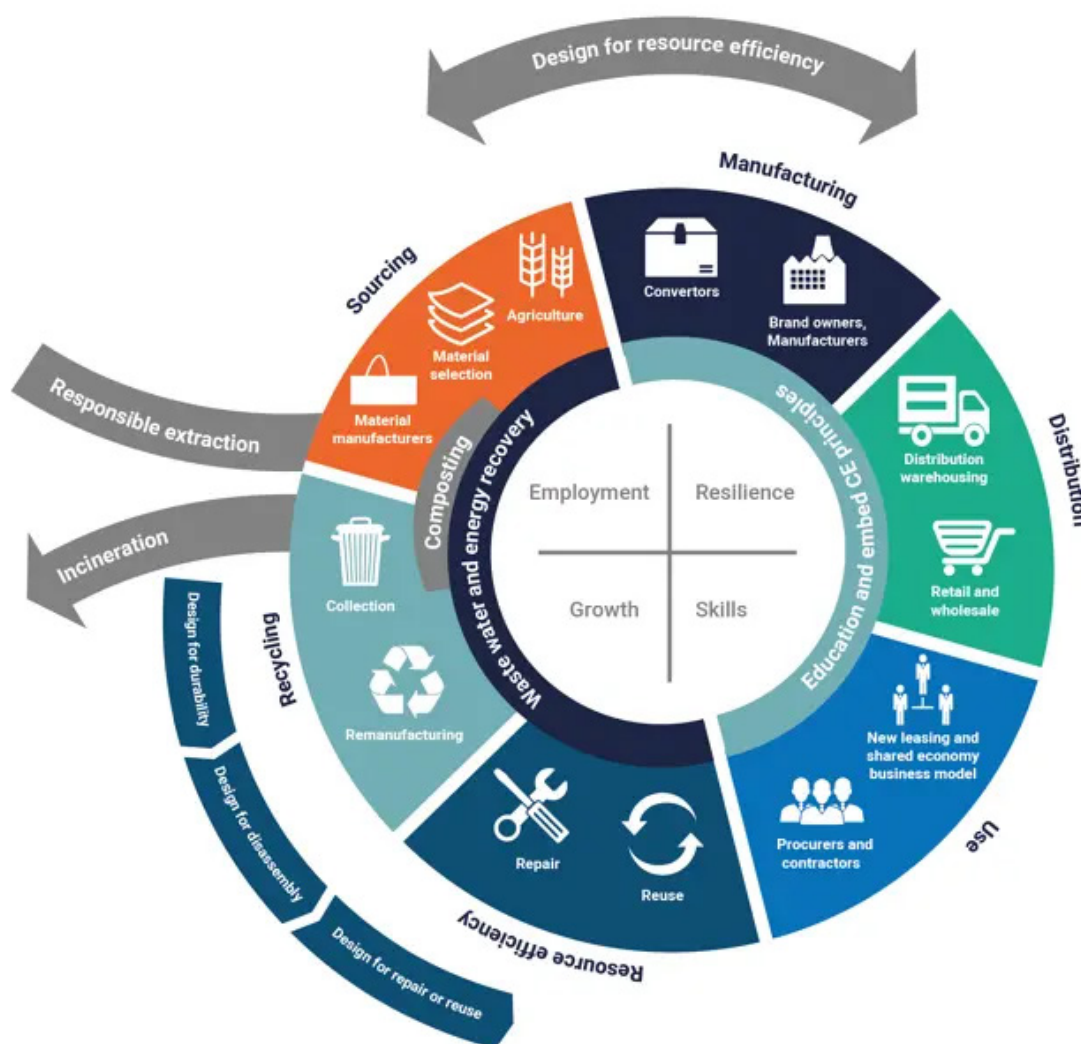 Design for resource efficiency
Manufacturing
Sourcing
Agriculture
Material
selection
Material
manufacturers
Convertors
Brand owners,
Manufacturers
Distribution
Distribution
warehousing
Retail and
wholesale
Use
New leasing and
shared economy
business model
Procurers and
contractors
Resource efficiency
Reuse
Repair
Recycling
Remanufacturing
Collection
Responsible extraction
Incineration
Composting
Waste water and energy recovery
Education and embed CE principles
Employment
Resilience
Growth
Skills
Design for durability
Design for disassembly
Design for repair or reuse